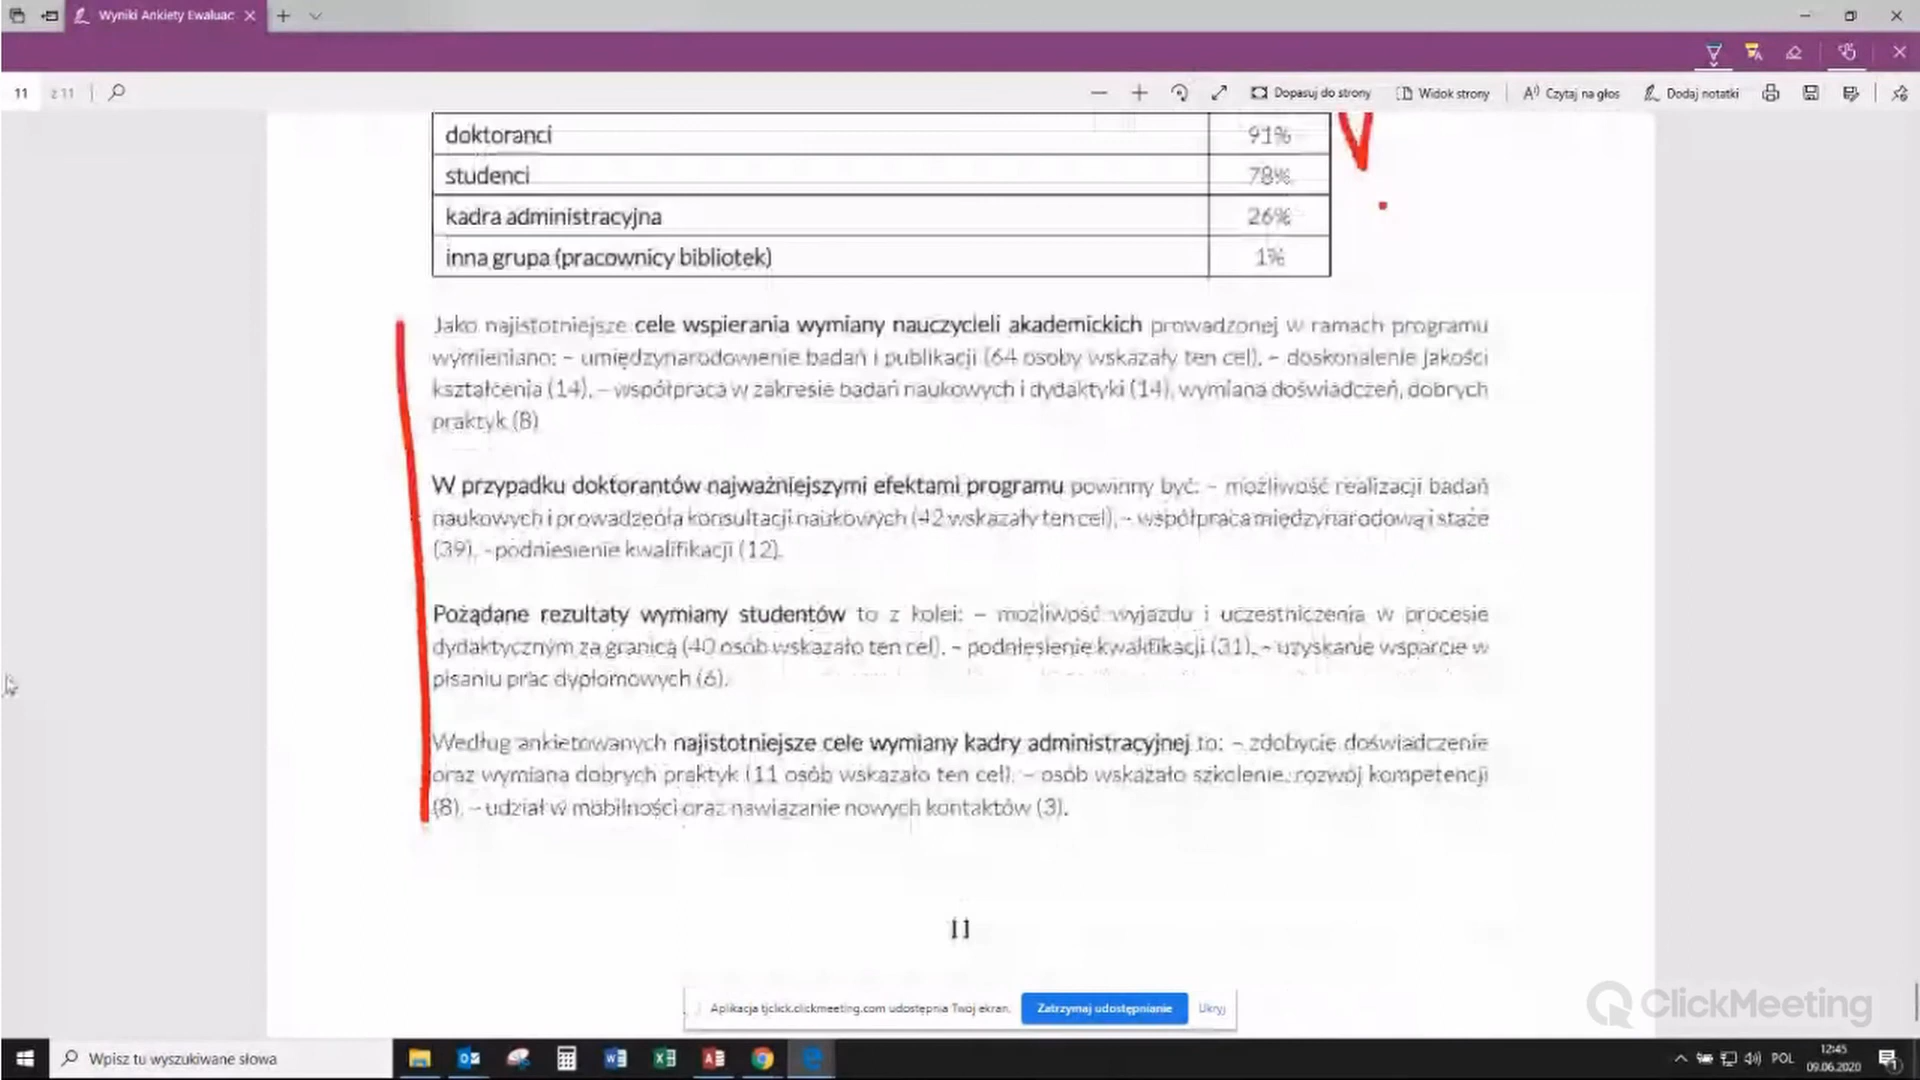 Wyniki Ankiety Ewaluac
11 z 11
Dopasuj do strony
Widok strony
Czytaj na głos
Dodaj notatki
doktoranci 91%
studenci 78%
kadra administracyjna 26%
inna grupa (pracownicy bibliotek) 1%
Jako najistotniejsze cele wspierania wymiany nauczycieli akademickich prowadzonej w ramach programu
wymieniano: – umiędzynarodowienie badań i publikacji (64 osoby wskazały ten cel), – doskonalenie jakości
kształcenia (14), – współpraca w zakresie badań naukowych i dydaktyki (14), wymiana doświadczeń, dobrych
praktyk (8)
W przypadku doktorantów najważniejszymi efektami programu powinny być: – możliwość realizacji badań
naukowych i prowadzenia konsultacji naukowych (42 wskazały ten cel), – współpraca międzynarodową i staże
(39), -podniesienie kwalifikacji (12).
Pożądane rezultaty wymiany studentów to z kolei: – możliwość wyjazdu i uczestniczenia w procesie
dydaktycznym za granicą (40 osób wskazało ten cel), – podniesienie kwalifikacji (31), – uzyskanie wsparcie w
pisaniu prac dyplomowych (6).
Według ankietowanych najistotniejsze cele wymiany kadry administracyjnej to: – zdobycie doświadczenie
oraz wymiana dobrych praktyk (11 osób wskazało ten cel), – osób wskazało szkolenie, rozwój kompetencji
(8), – udział w mobilności oraz nawiązanie nowych kontaktów (3).
11
Aplikacja tjclick.clickmeeting.com udostępnia Twój ekran.
Zatrzymaj udostępnianie
Ukryj
ClickMeeting
Wpisz tu wyszukiwane słowa
POL
12:45
09.06.2020